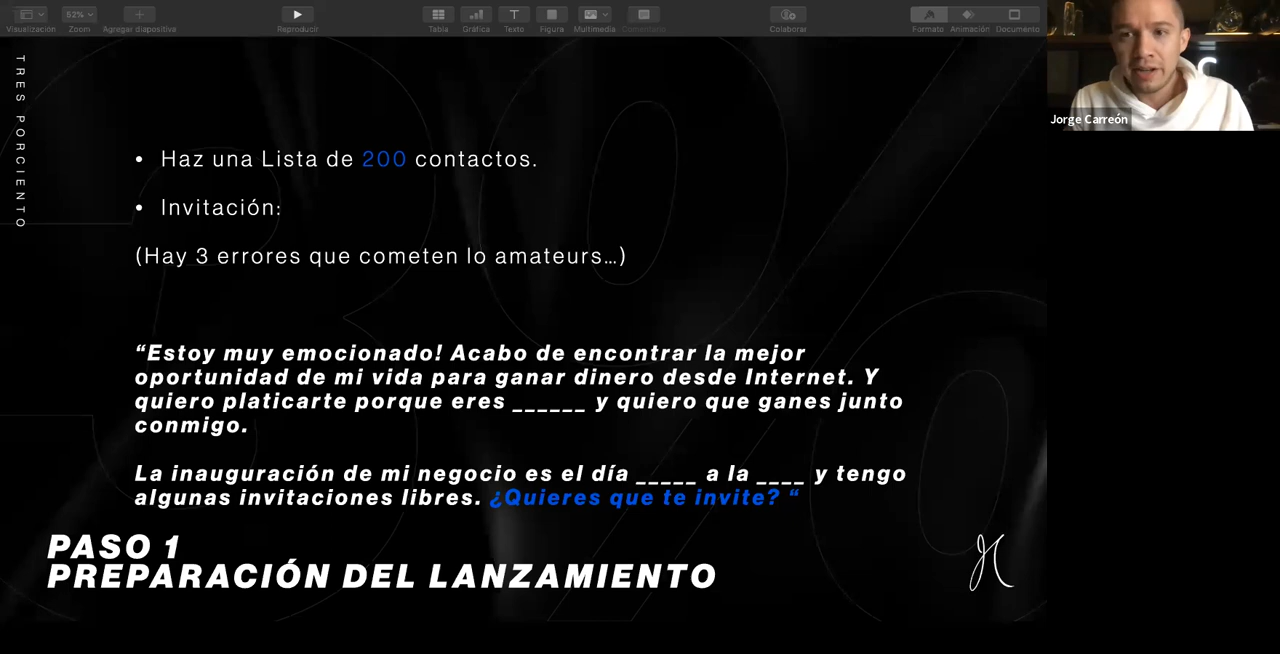 52%
Visualización Zoom Agregar diapositiva Reproducir Tabla Gráfica Texto Figura Multimedia Comentario Colaborar Formato Animación Documento
TRES PORCIENTO
Jorge Carreón
• Haz una Lista de 200 contactos.
• Invitación:
(Hay 3 errores que cometen lo amateurs…)
“Estoy muy emocionado! Acabo de encontrar la mejor
oportunidad de mi vida para ganar dinero desde Internet. Y
quiero platicarte porque eres ______ y quiero que ganes junto
conmigo.
La inauguración de mi negocio es el día _____ a la ____ y tengo
algunas invitaciones libres. ¿Quieres que te invite? “
PASO 1
PREPARACIÓN DEL LANZAMIENTO